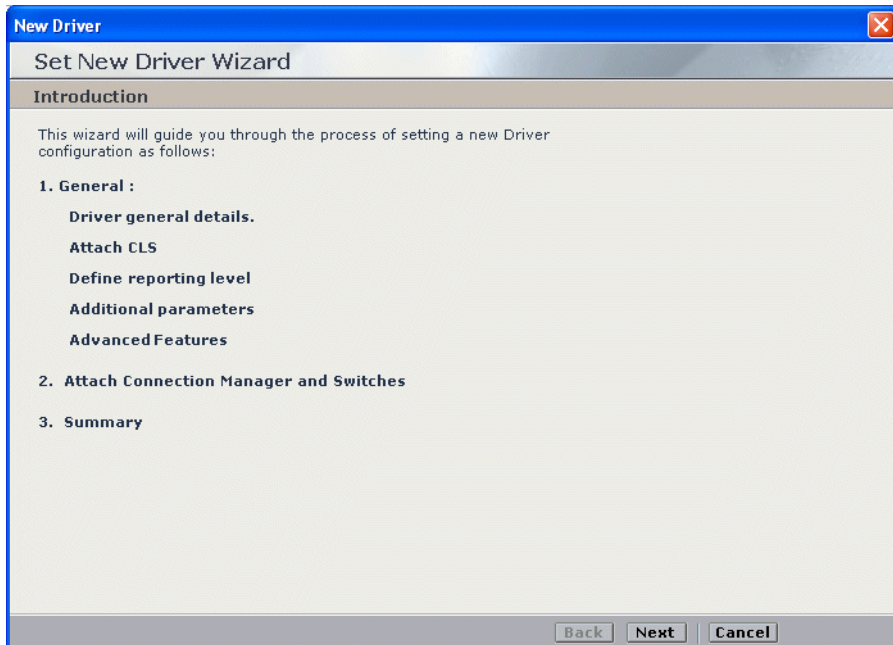 New Driver
Set New Driver Wizard
Introduction
This wizard will guide you through the process of setting a new Driver
configuration as follows:
1. General :
Driver general details.
Attach CLS
Define reporting level
Additional parameters
Advanced Features
2. Attach Connection Manager and Switches
3. Summary
Back Next Cancel